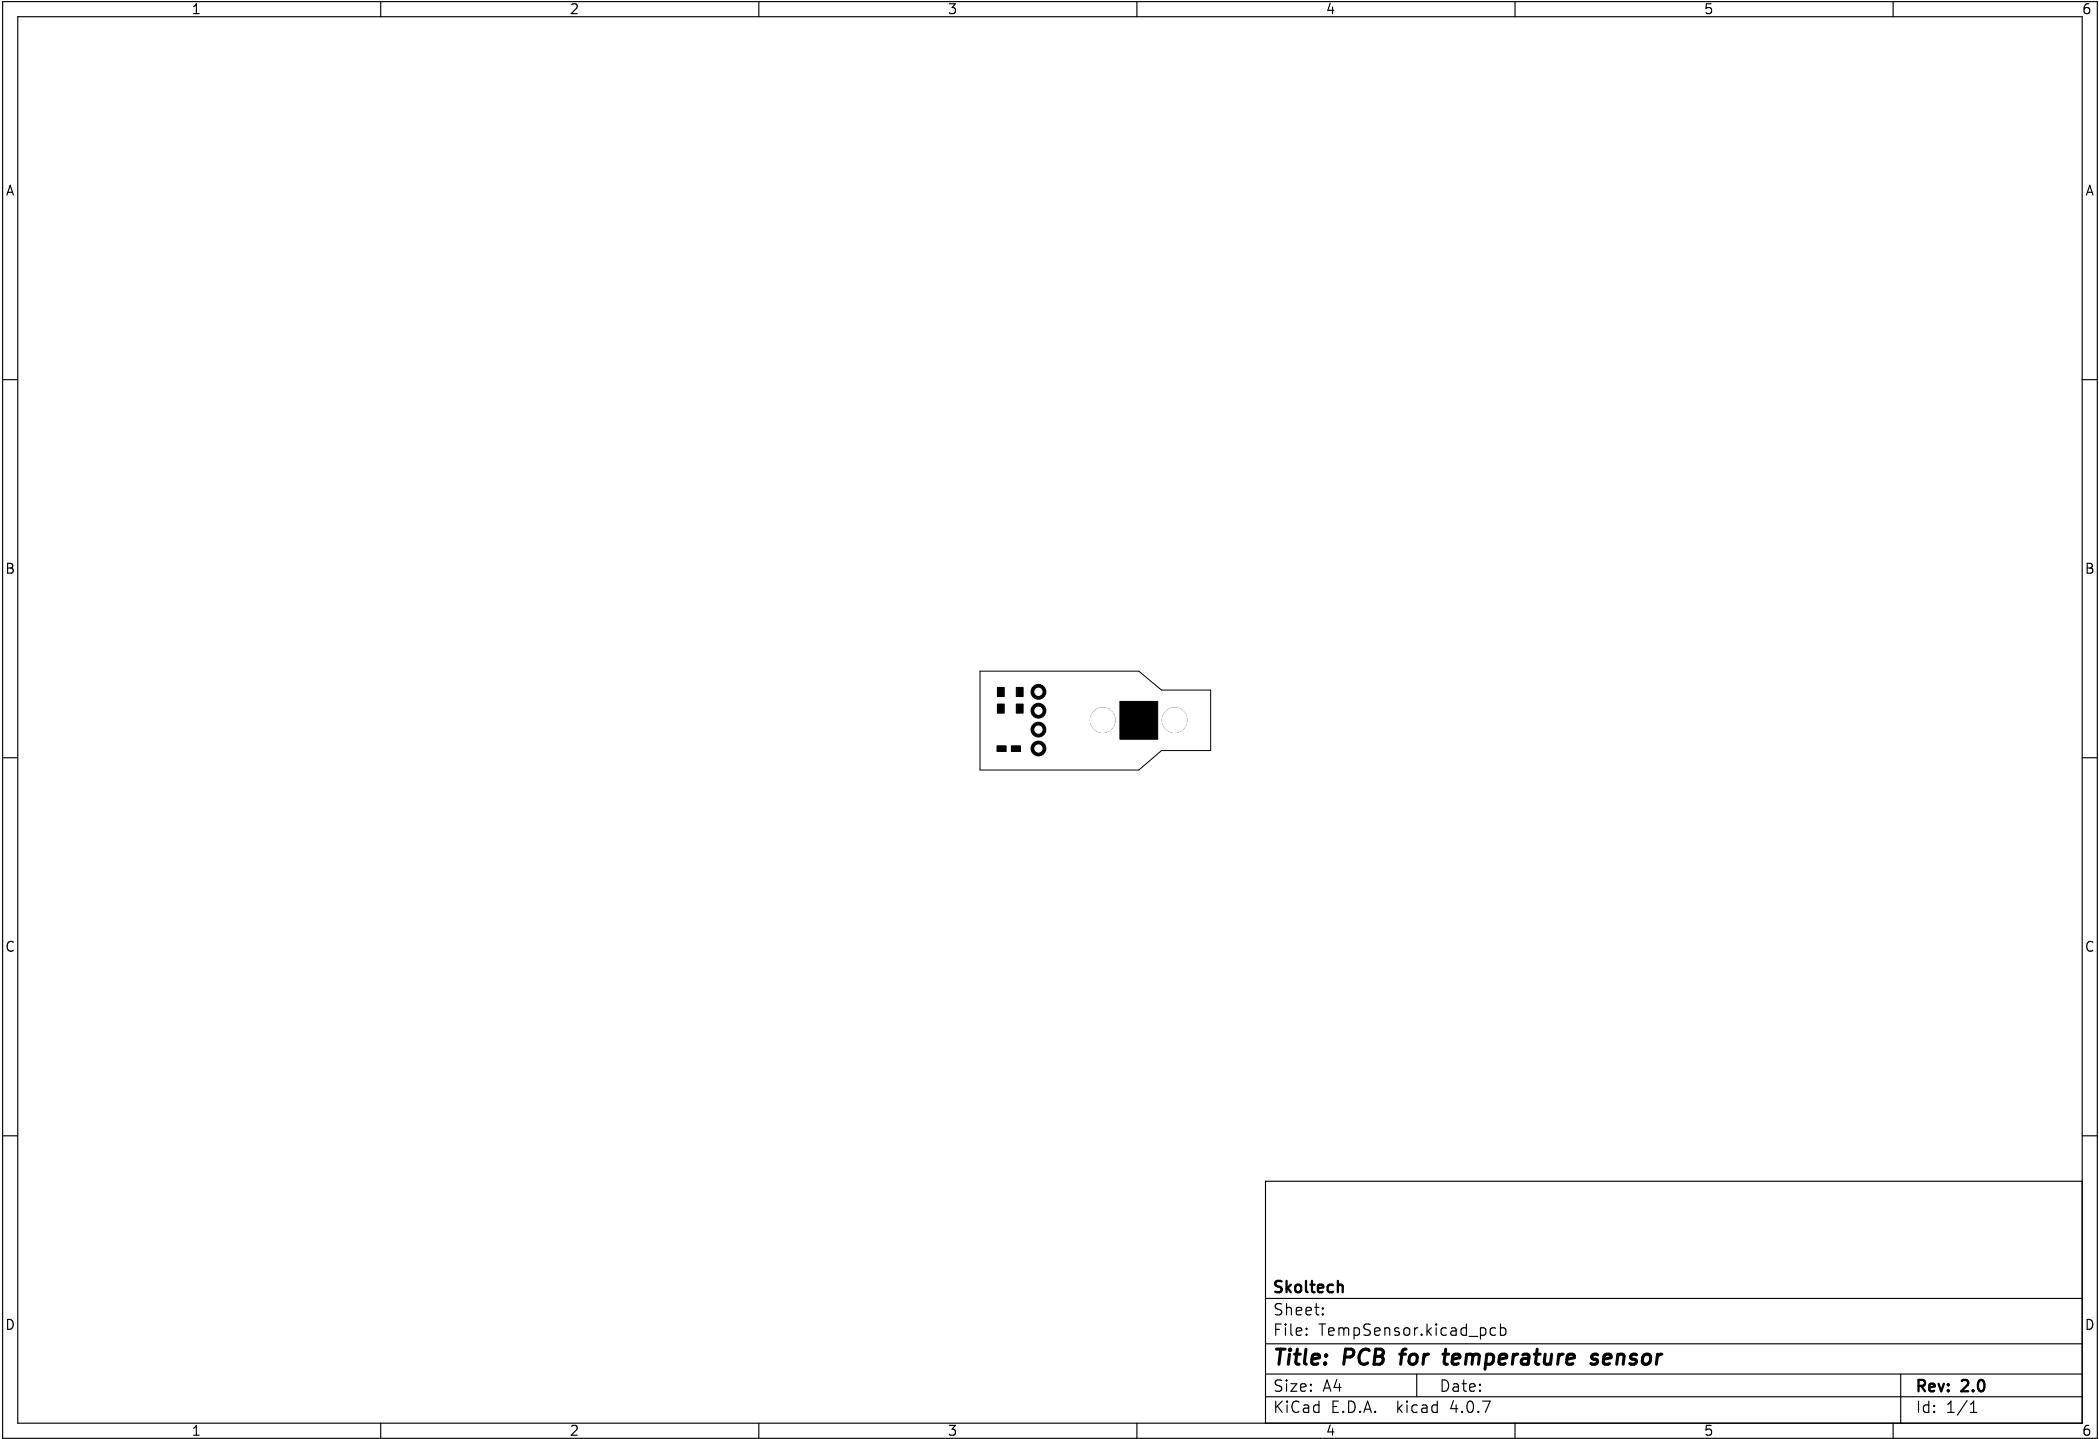 1 2 3 4 5 6
A A
B B
C C
Skoltech
Sheet:
File: TempSensor.kicad_pcb
D D
Title: PCB for temperature sensor
Size: A4 Date: Rev: 2.0
KiCad E.D.A. kicad 4.0.7 Id: 1/1
1 2 3 4 5 6